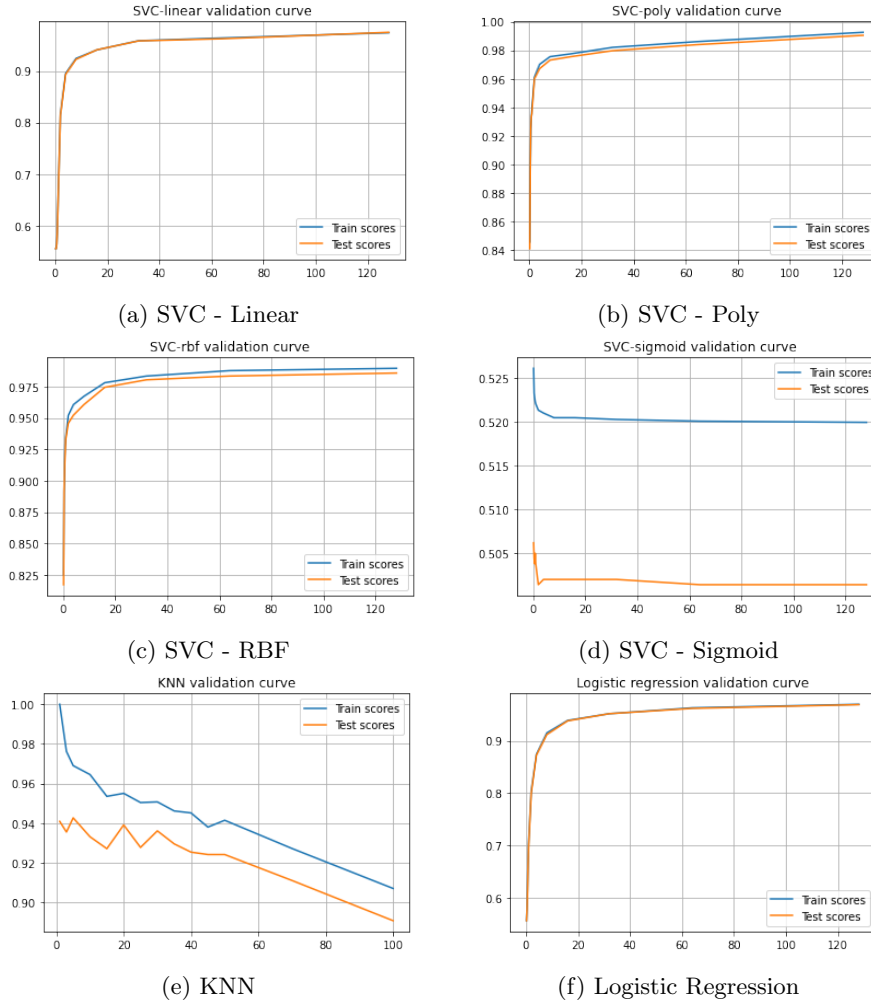 SVC-linear validation curve
0.9
0.8
0.7
0.6
0 20 40 60 80 100 120
Train scores
Test scores
(a) SVC - Linear
SVC-poly validation curve
1.00
0.98
0.96
0.94
0.92
0.90
0.88
0.86
0.84
0 20 40 60 80 100 120
Train scores
Test scores
(b) SVC - Poly
SVC-rbf validation curve
0.975
0.950
0.925
0.900
0.875
0.850
0.825
0 20 40 60 80 100 120
Train scores
Test scores
(c) SVC - RBF
SVC-sigmoid validation curve
0.525
0.520
0.515
0.510
0.505
0 20 40 60 80 100 120
Train scores
Test scores
(d) SVC - Sigmoid
KNN validation curve
1.00
0.98
0.96
0.94
0.92
0.90
0 20 40 60 80 100
Train scores
Test scores
(e) KNN
Logistic regression validation curve
0.9
0.8
0.7
0.6
0 20 40 60 80 100 120
Train scores
Test scores
(f) Logistic Regression